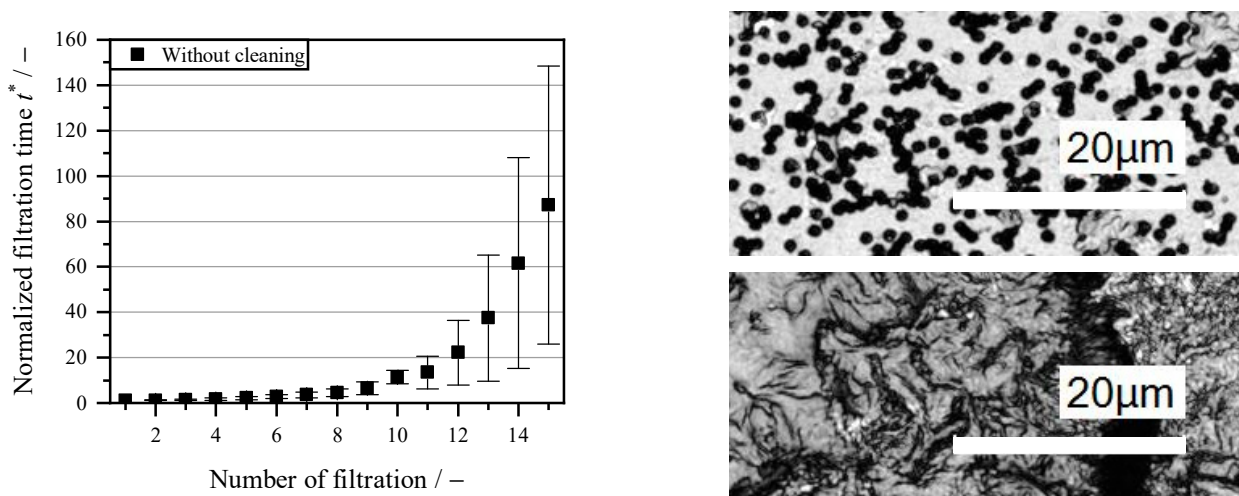 160
140
120
100
80
60
40
20
0
Without cleaning
Normalized filtration time t* / –
2 4 6 8 10 12 14
Number of filtration / –
20µm
20µm